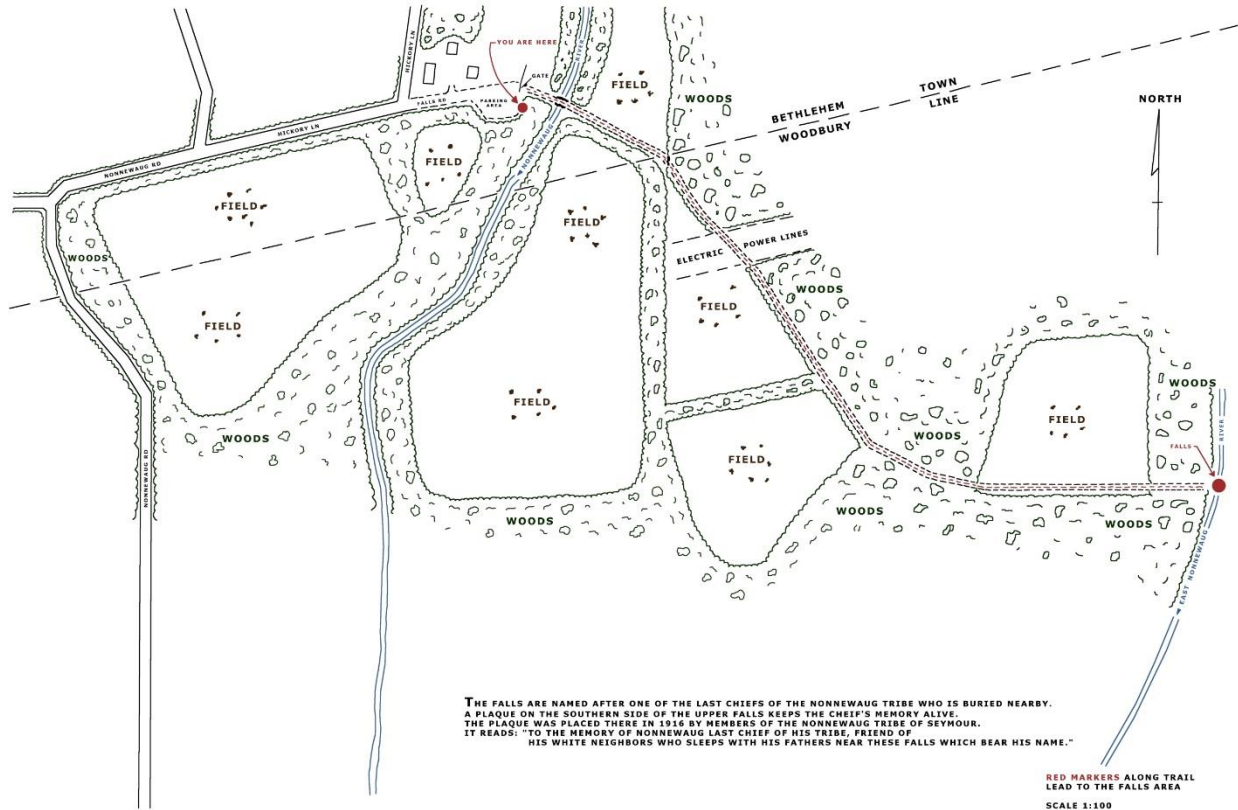 HICKORY LN
YOU ARE HERE
GATE
FALLS RD
PARKING
AREA
HICKORY LN
NONNEWAUG RD
RIVER
NONNEWAUG
FIELD
WOODS
BETHLEHEM
WOODBURY
TOWN
LINE
NORTH
FIELD
FIELD
FIELD
FIELD
WOODS
WOODS
NONNEWAUG RD
FIELD
WOODS
ELECTRIC POWER LINES
WOODS
FIELD
FIELD
WOODS
WOODS
FIELD
WOODS
WOODS
FALLS
RIVER
WOODS
EAST NONNEWAUG
THE FALLS ARE NAMED AFTER ONE OF THE LAST CHIEFS OF THE NONNEWAUG TRIBE WHO IS BURIED NEARBY.
A PLAQUE ON THE SOUTHERN SIDE OF THE UPPER FALLS KEEPS THE CHEIF'S MEMORY ALIVE.
THE PLAQUE WAS PLACED THERE IN 1916 BY MEMBERS OF THE NONNEWAUG TRIBE OF SEYMOUR.
IT READS: "TO THE MEMORY OF NONNEWAUG LAST CHIEF OF HIS TRIBE, FRIEND OF
HIS WHITE NEIGHBORS WHO SLEEPS WITH HIS FATHERS NEAR THESE FALLS WHICH BEAR HIS NAME."
RED MARKERS ALONG TRAIL
LEAD TO THE FALLS AREA
SCALE 1:100